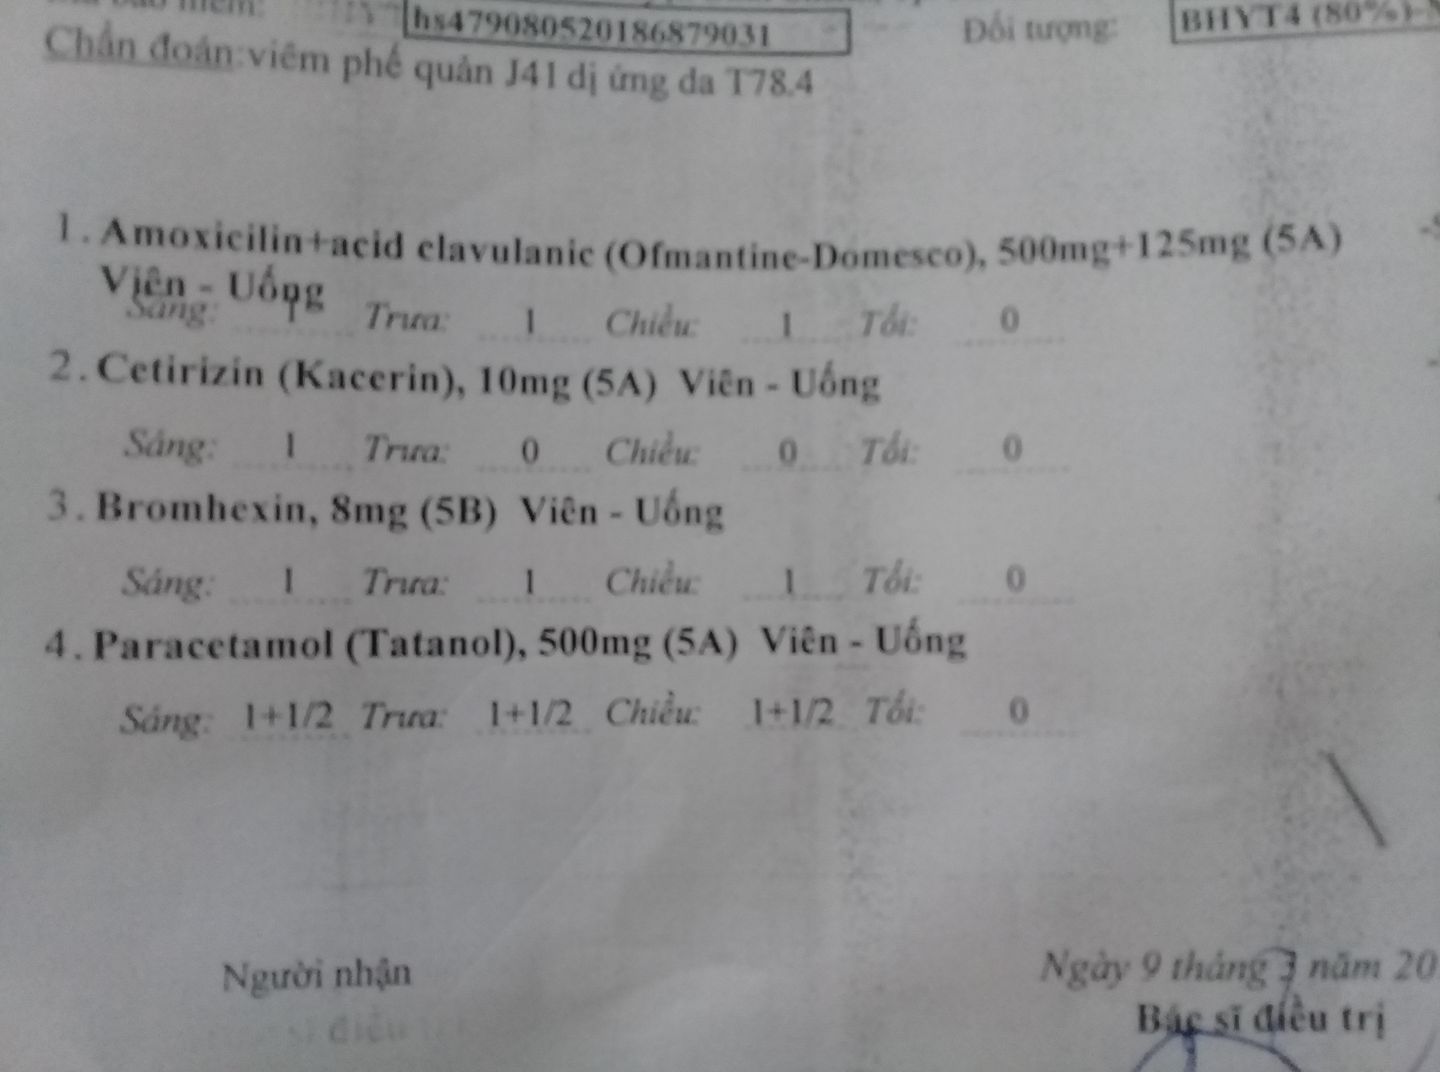 hs479080520186879031 Đối tượng: BHYT4 (80%)
Chẩn đoán:viêm phế quản J41 dị ứng da T78.4
1. Amoxicilin+acid clavulanic (Ofmantine-Domesco), 500mg+125mg (5A)
Viên - Uống
Sáng: 1 Trưa: 1 Chiều: 1 Tối: 0
2. Cetirizin (Kacerin), 10mg (5A) Viên - Uống
Sáng: 1 Trưa: 0 Chiều: 0 Tối: 0
3. Bromhexin, 8mg (5B) Viên - Uống
Sáng: 1 Trưa: 1 Chiều: 1 Tối: 0
4. Paracetamol (Tatanol), 500mg (5A) Viên - Uống
Sáng: 1+1/2 Trưa: 1+1/2 Chiều: 1+1/2 Tối: 0
Người nhận
Ngày 9 tháng 3 năm 20
Bác sĩ điều trị